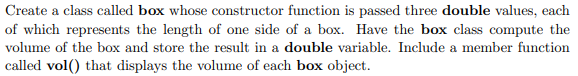 Create a class called box whose constructor function is passed three double values, each
of which represents the length of one side of a box. Have the box class compute the
volume of the box and store the result in a double variable. Include a member function
called vol() that displays the volume of each box object.